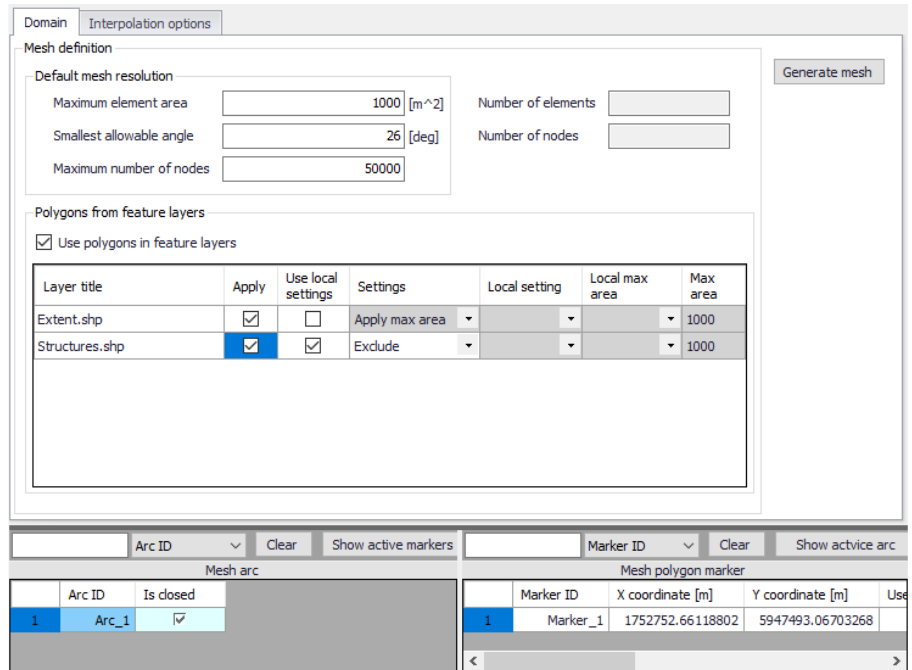 Domain Interpolation options
Mesh definition
Default mesh resolution
Generate mesh
Maximum element area 1000 [m^2] Number of elements
Smallest allowable angle 26 [deg] Number of nodes
Maximum number of nodes 50000
Polygons from feature layers
Use polygons in feature layers
Layer title Apply Use local settings Settings Local setting Local max area Max area
Extent.shp Apply max area 1000
Structures.shp Exclude 1000
Arc ID Clear Show active markers Marker ID Clear Show actvice arc
Mesh arc Mesh polygon marker
Arc ID Is closed Marker ID X coordinate [m] Y coordinate [m] Use
1 Arc_1 1 Marker_1 1752752.66118802 5947493.06703268